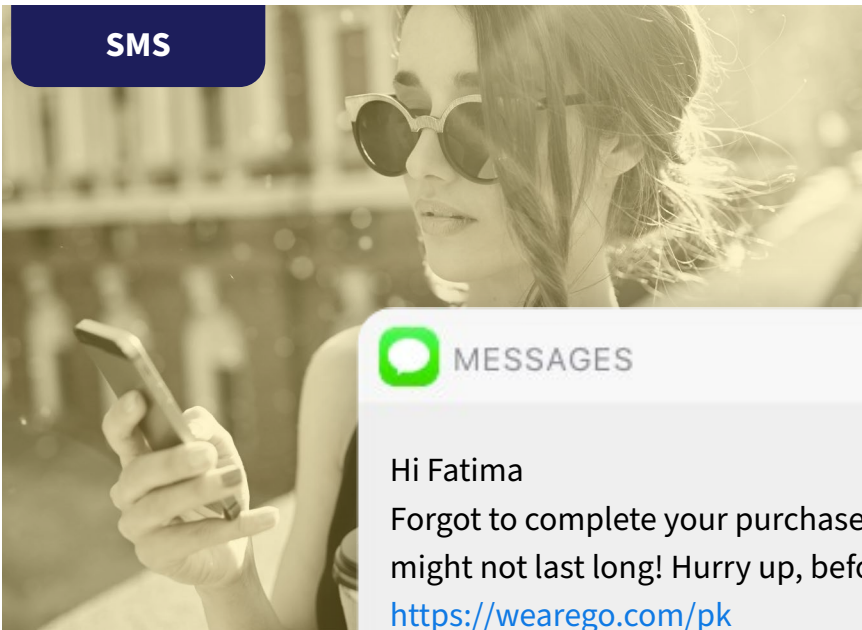 SMS
MESSAGES
Hi Fatima
Forgot to complete your purchase
might not last long! Hurry up, befo
https://wearego.com/pk